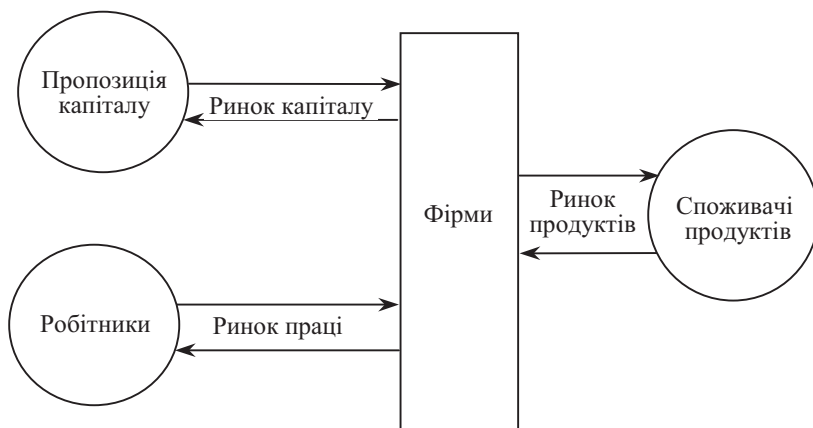 Пропозиція
капіталу
Ринок капіталу
Фірми
Ринок
продуктів
Споживачі
продуктів
Робітники
Ринок праці